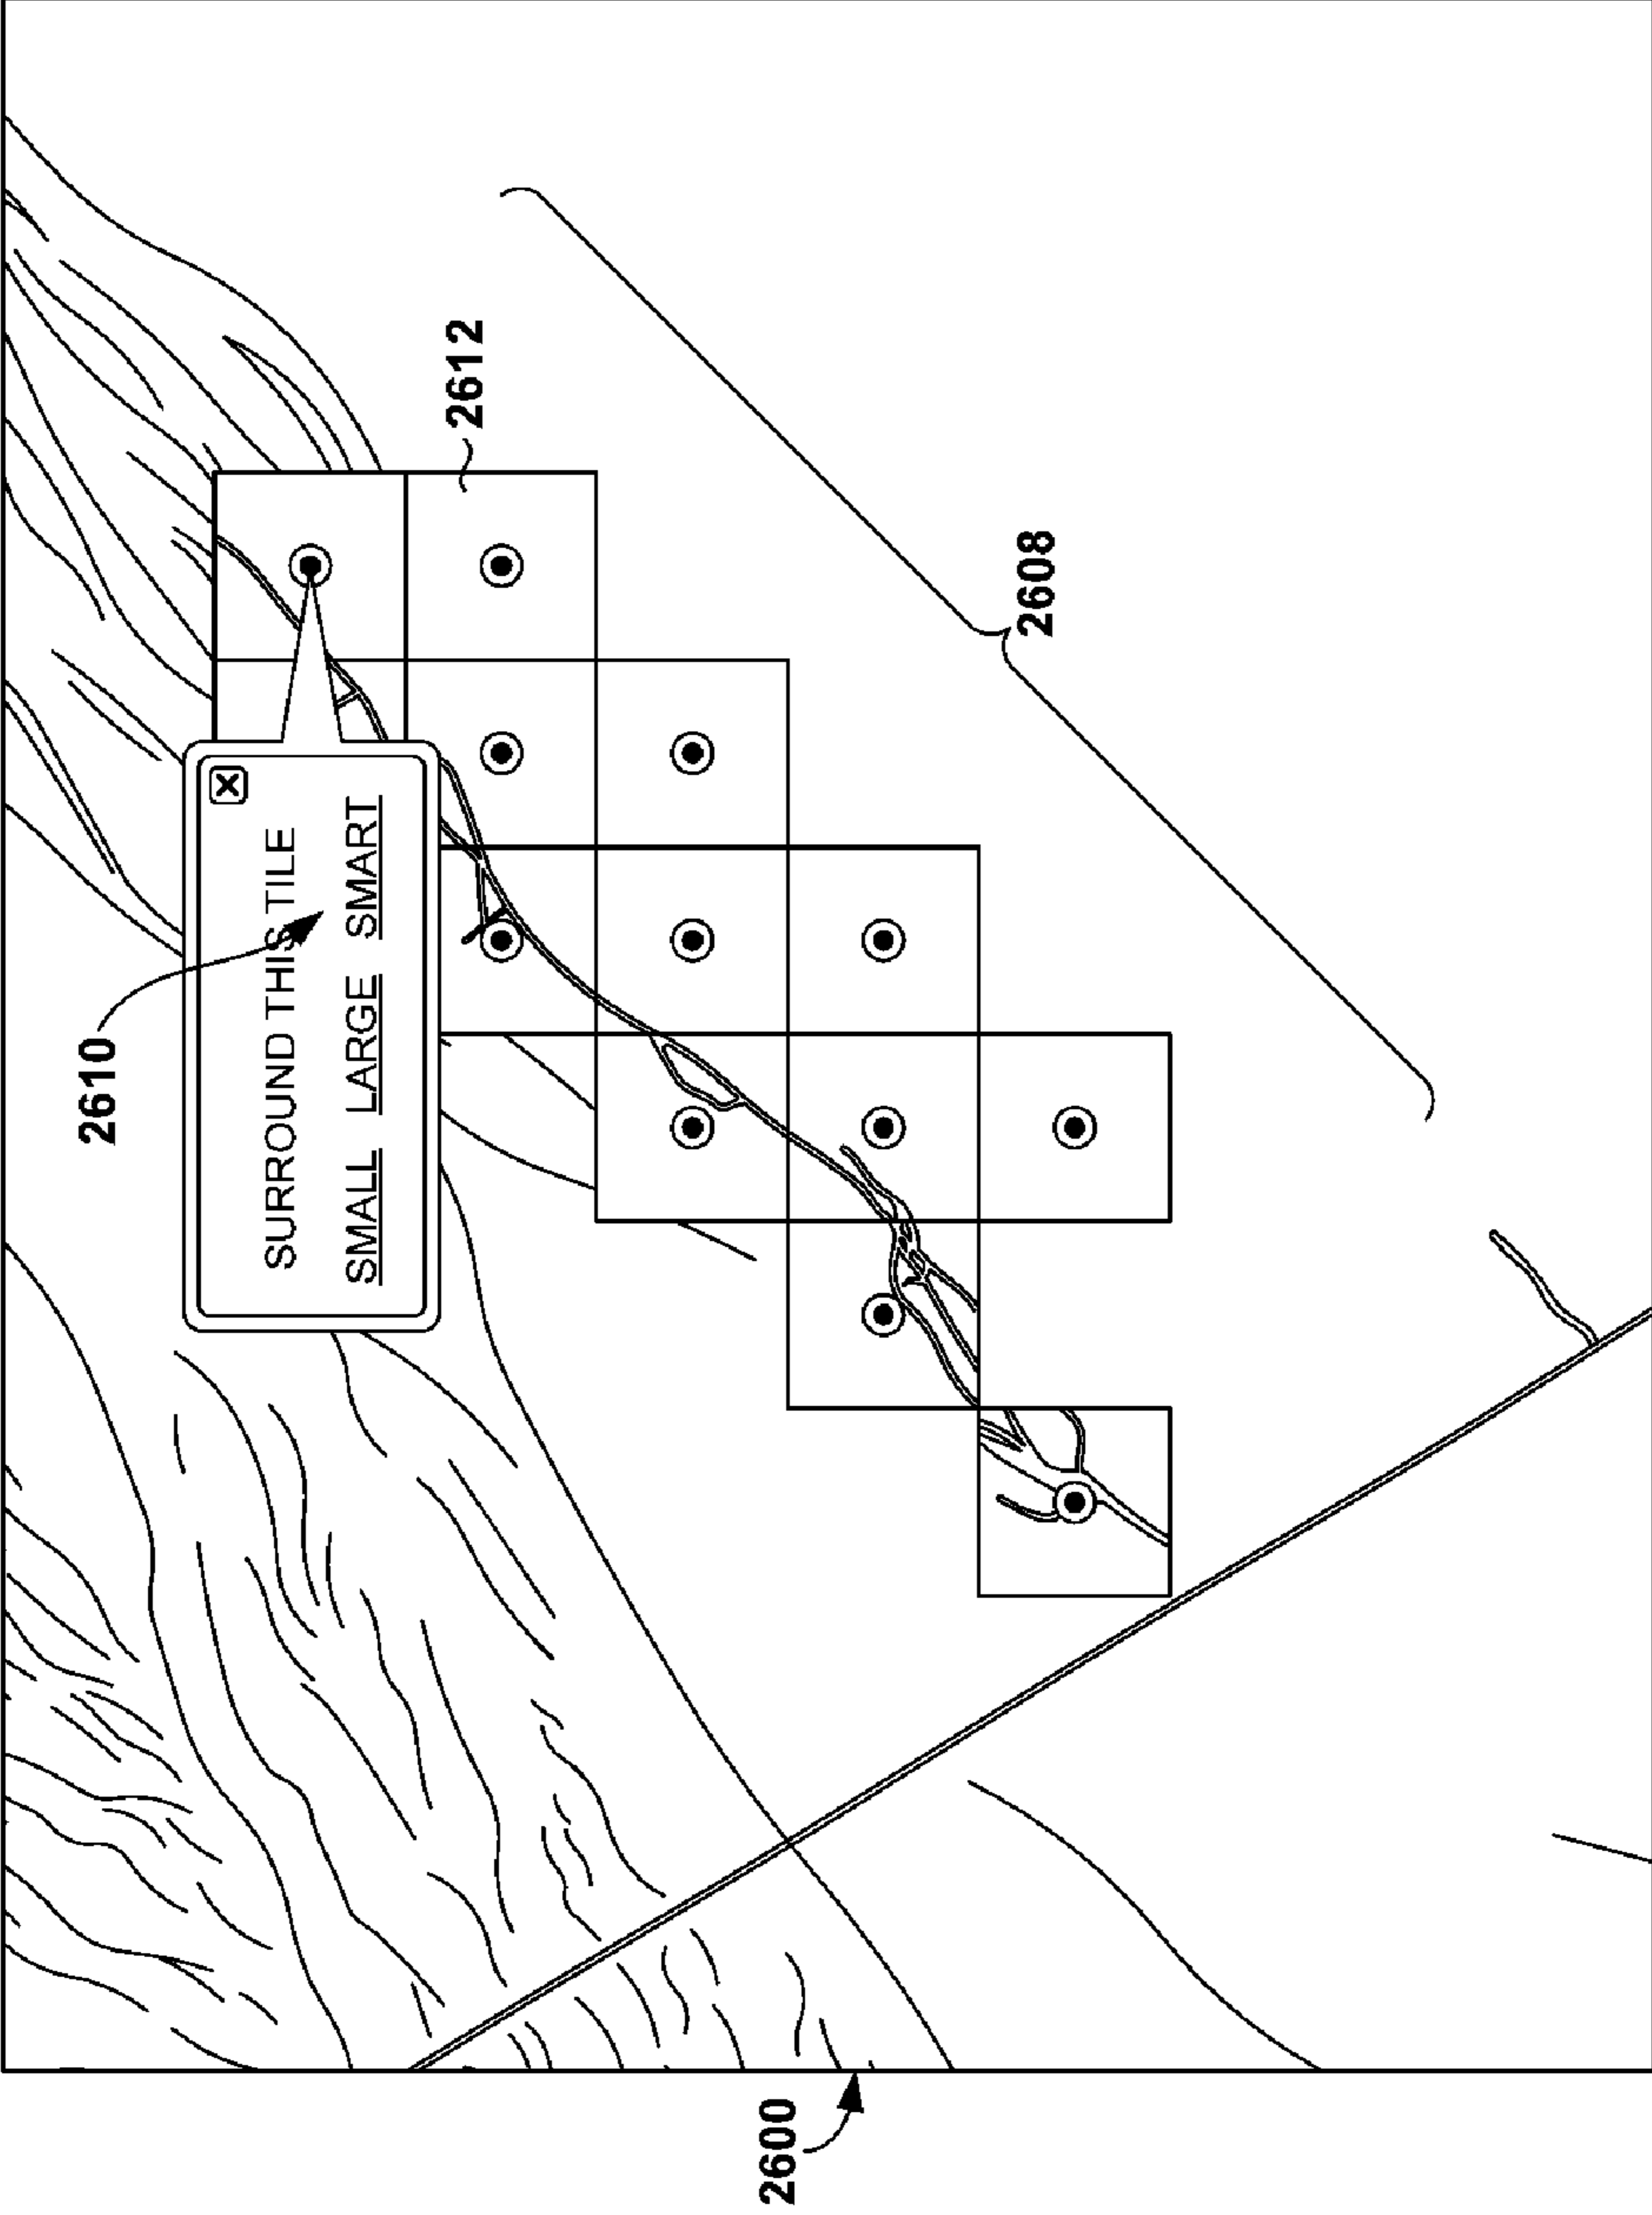 2610
X
SURROUND THIS TILE
SMALL LARGE SMART
2612
2600
2608